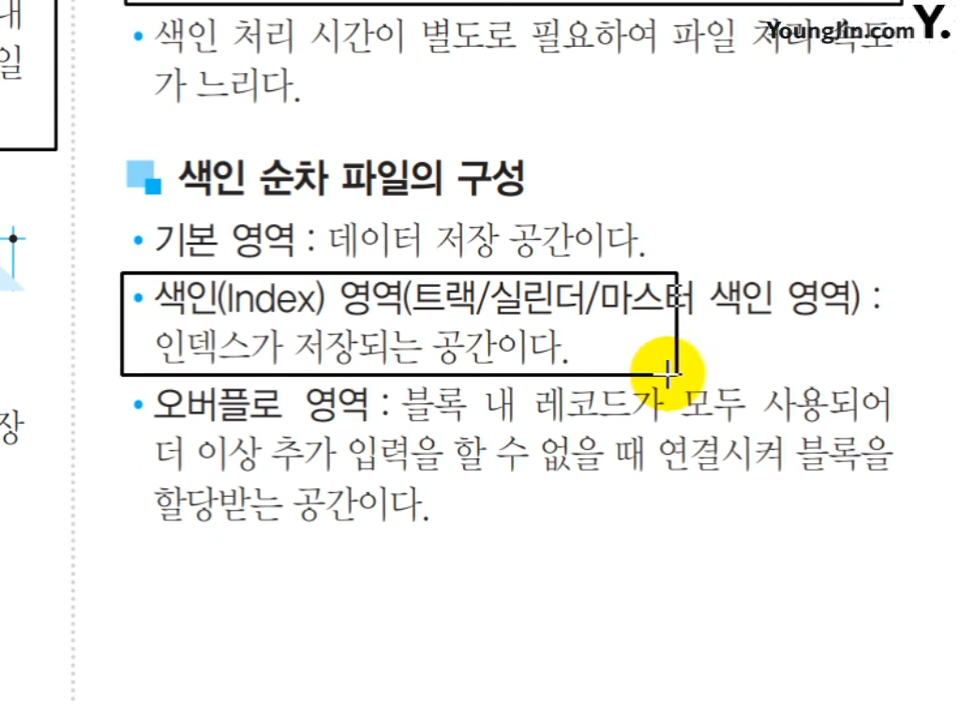 내
일
장
YoungJin.com Y.
• 색인 처리 시간이 별도로 필요하여 파일 처리 속도
가 느리다.
색인 순차 파일의 구성
• 기본 영역 : 데이터 저장 공간이다.
• 색인(Index) 영역(트랙/실린더/마스터 색인 영역) :
인덱스가 저장되는 공간이다.
• 오버플로 영역 : 블록 내 레코드가 모두 사용되어
더 이상 추가 입력을 할 수 없을 때 연결시켜 블록을
할당받는 공간이다.